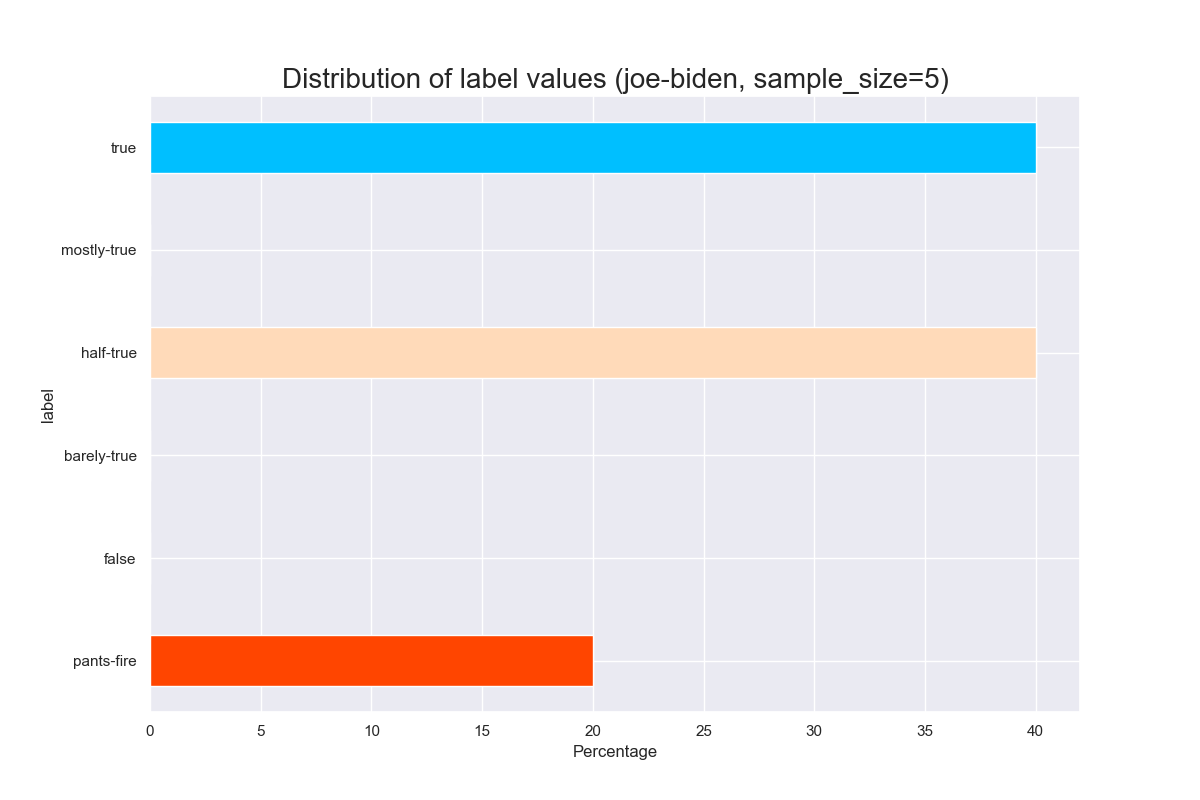 Distribution of label values (joe-biden, sample_size=5)
true
mostly-true
half-true
barely-true
false
pants-fire
label
0 5 10 15 20 25 30 35 40
Percentage